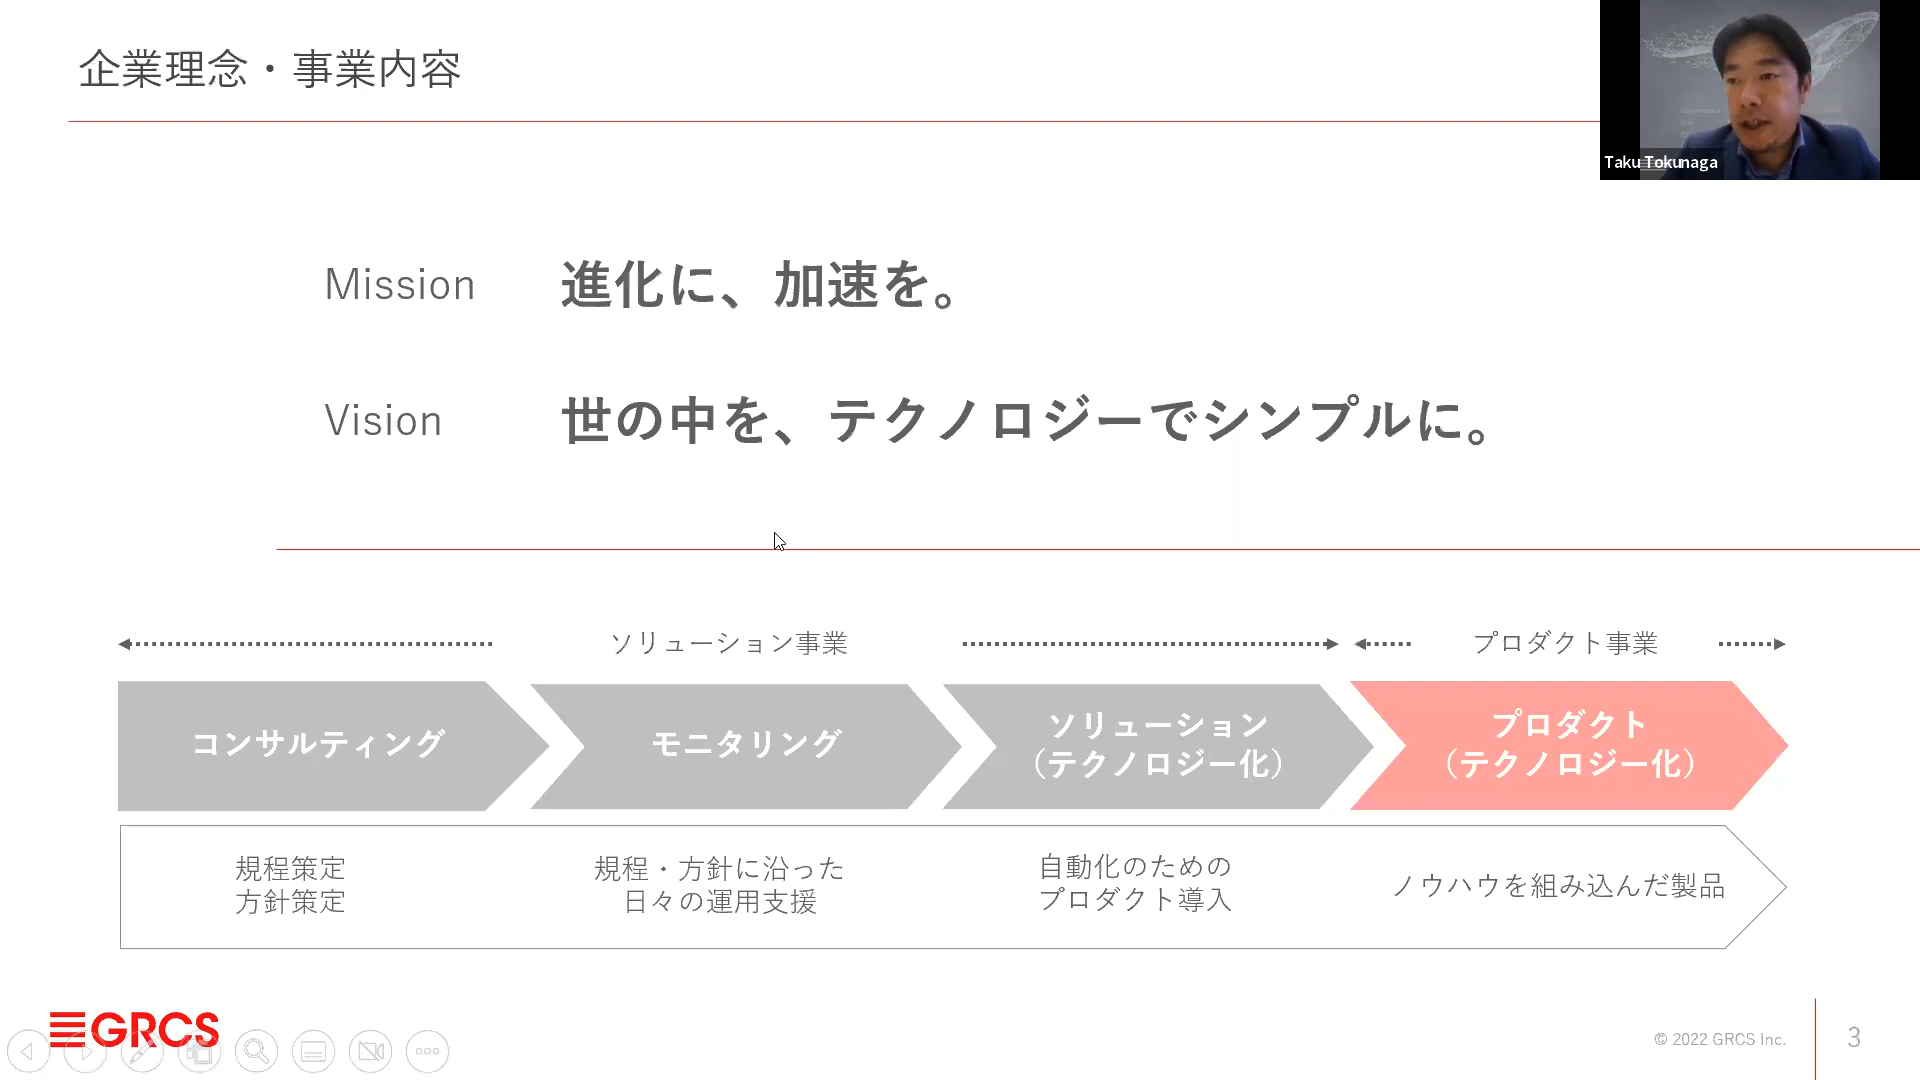 企業理念・事業内容
Taku Tokunaga
Mission 進化に、加速を。
Vision 世の中を、テクノロジーでシンプルに。
ソリューション事業 プロダクト事業
コンサルティング
モニタリング
ソリューション
（テクノロジー化）
プロダクト
（テクノロジー化）
規程策定
方針策定
規程・方針に沿った
日々の運用支援
自動化のための
プロダクト導入
ノウハウを組み込んだ製品
GRCS
© 2022 GRCS Inc. 3